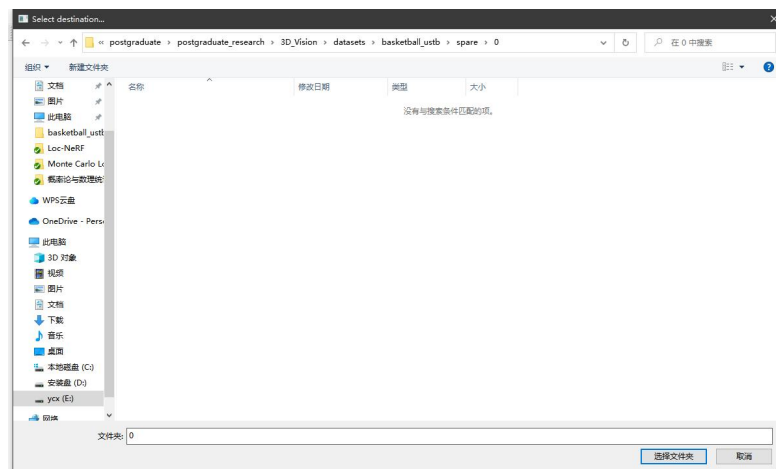 Select destination...
« postgraduate › postgraduate_research › 3D_Vision › datasets › basketball_ustb › spare › 0
在 0 中搜索
组织 新建文件夹
名称 修改日期 类型 大小
没有与搜索条件匹配的项。
文档
图片
此电脑
basketball_ustb
Loc-NeRF
Monte Carlo Lo
概率论与数理统
WPS云盘
OneDrive - Perso
此电脑
3D 对象
视频
图片
文档
下载
音乐
桌面
本地磁盘 (C:)
安装盘 (D:)
ycx (E:)
网络
文件夹: 0
选择文件夹 取消